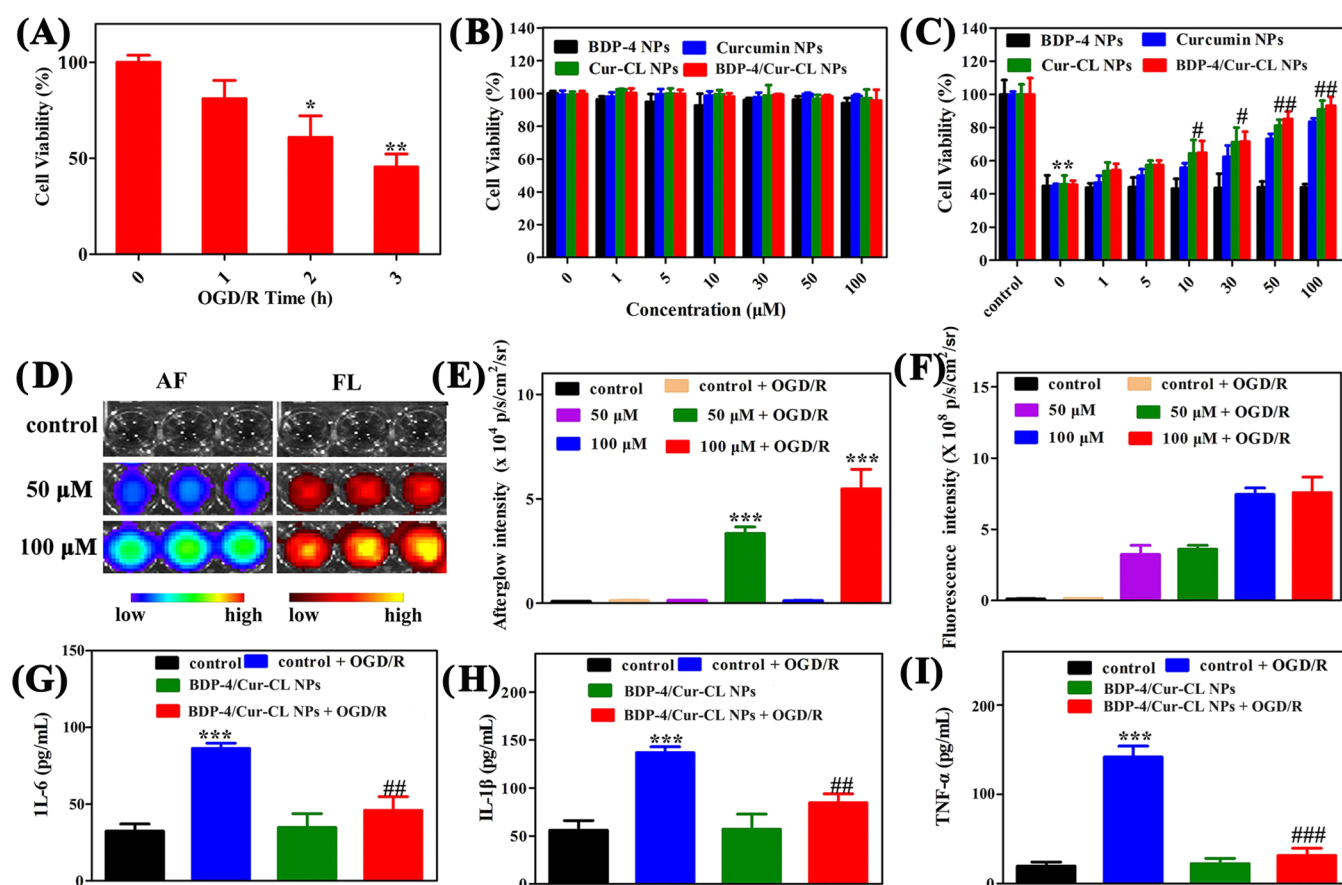 (A)
Cell Viability (%)
100
50
0
*
**
0 1 2 3
OGD/R Time (h)
(B)
Cell Viability (%)
140
120
100
80
60
40
20
0
BDP-4 NPs Curcumin NPs
Cur-CL NPs BDP-4/Cur-CL NPs
0 1 5 10 30 50 100
Concentration (μM)
(C)
Cell Viability (%)
140
120
100
80
60
40
20
0
BDP-4 NPs Curcumin NPs
Cur-CL NPs BDP-4/Cur-CL NPs
** # # ## ##
control 0 1 5 10 30 50 100
(D)
AF FL
control
50 μM
100 μM
low high low high
(E)
Afterglow intensity (x 10⁴ p/s/cm²/sr)
10
5
0
control control + OGD/R
50 μM 50 μM + OGD/R
100 μM 100 μM + OGD/R
***
***
(F)
Fluorescence intensity (X 10⁸ p/s/cm²/sr)
15
10
5
0
control control + OGD/R
50 μM 50 μM + OGD/R
100 μM 100 μM + OGD/R
(G)
1L-6 (pg/mL)
150
100
50
0
control control + OGD/R
BDP-4/Cur-CL NPs
BDP-4/Cur-CL NPs + OGD/R
***
##
(H)
IL-1β (pg/mL)
200
150
100
50
0
control control + OGD/R
BDP-4/Cur-CL NPs
BDP-4/Cur-CL NPs + OGD/R
***
##
(I)
TNF-α (pg/mL)
200
100
0
control control + OGD/R
BDP-4/Cur-CL NPs
BDP-4/Cur-CL NPs + OGD/R
***
###